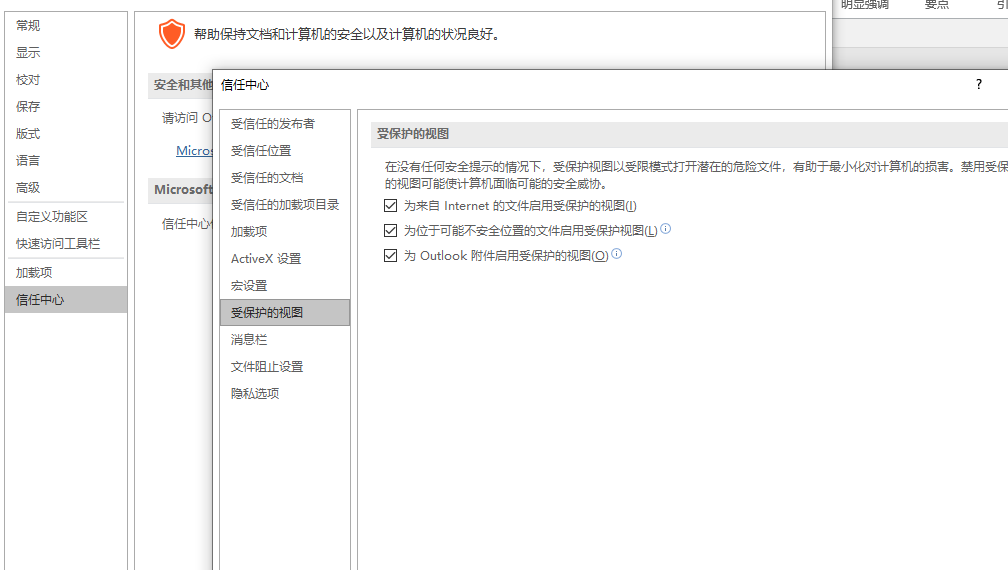 明显强调
要点
引
常规
显示
校对
保存
版式
语言
高级
自定义功能区
快速访问工具栏
加载项
信任中心
帮助保持文档和计算机的安全以及计算机的状况良好。
安全和其他
请访问 O
Micros
Microsoft
信任中心
信任中心
?
受信任的发布者
受信任位置
受信任的文档
受信任的加载项目录
加载项
ActiveX 设置
宏设置
受保护的视图
消息栏
文件阻止设置
隐私选项
受保护的视图
在没有任何安全提示的情况下，受保护视图以受限模式打开潜在的危险文件，有助于最小化对计算机的损害。禁用受保
的视图可能使计算机面临可能的安全威胁。
为来自 Internet 的文件启用受保护的视图(I)
为位于可能不安全位置的文件启用受保护视图(L)
为 Outlook 附件启用受保护的视图(O)